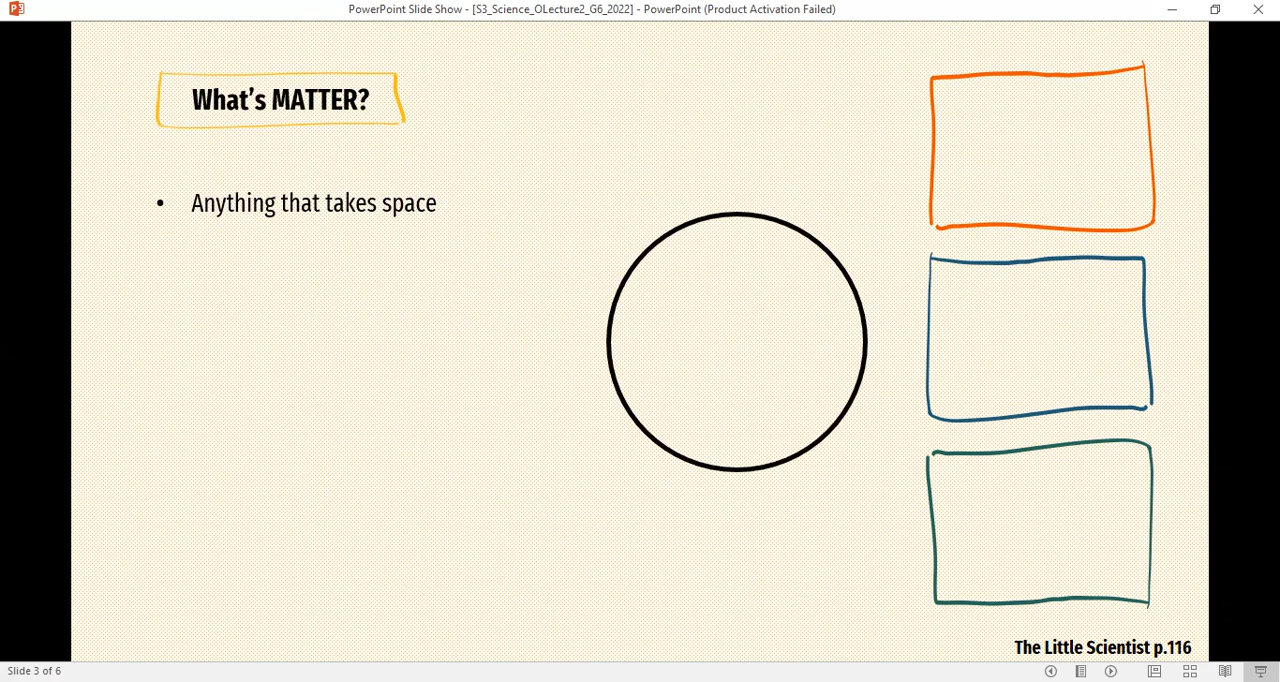 PowerPoint Slide Show - [S3_Science_OLecture2_G6_2022] - PowerPoint (Product Activation Failed)
What's MATTER?
• Anything that takes space
The Little Scientist p.116
Slide 3 of 6